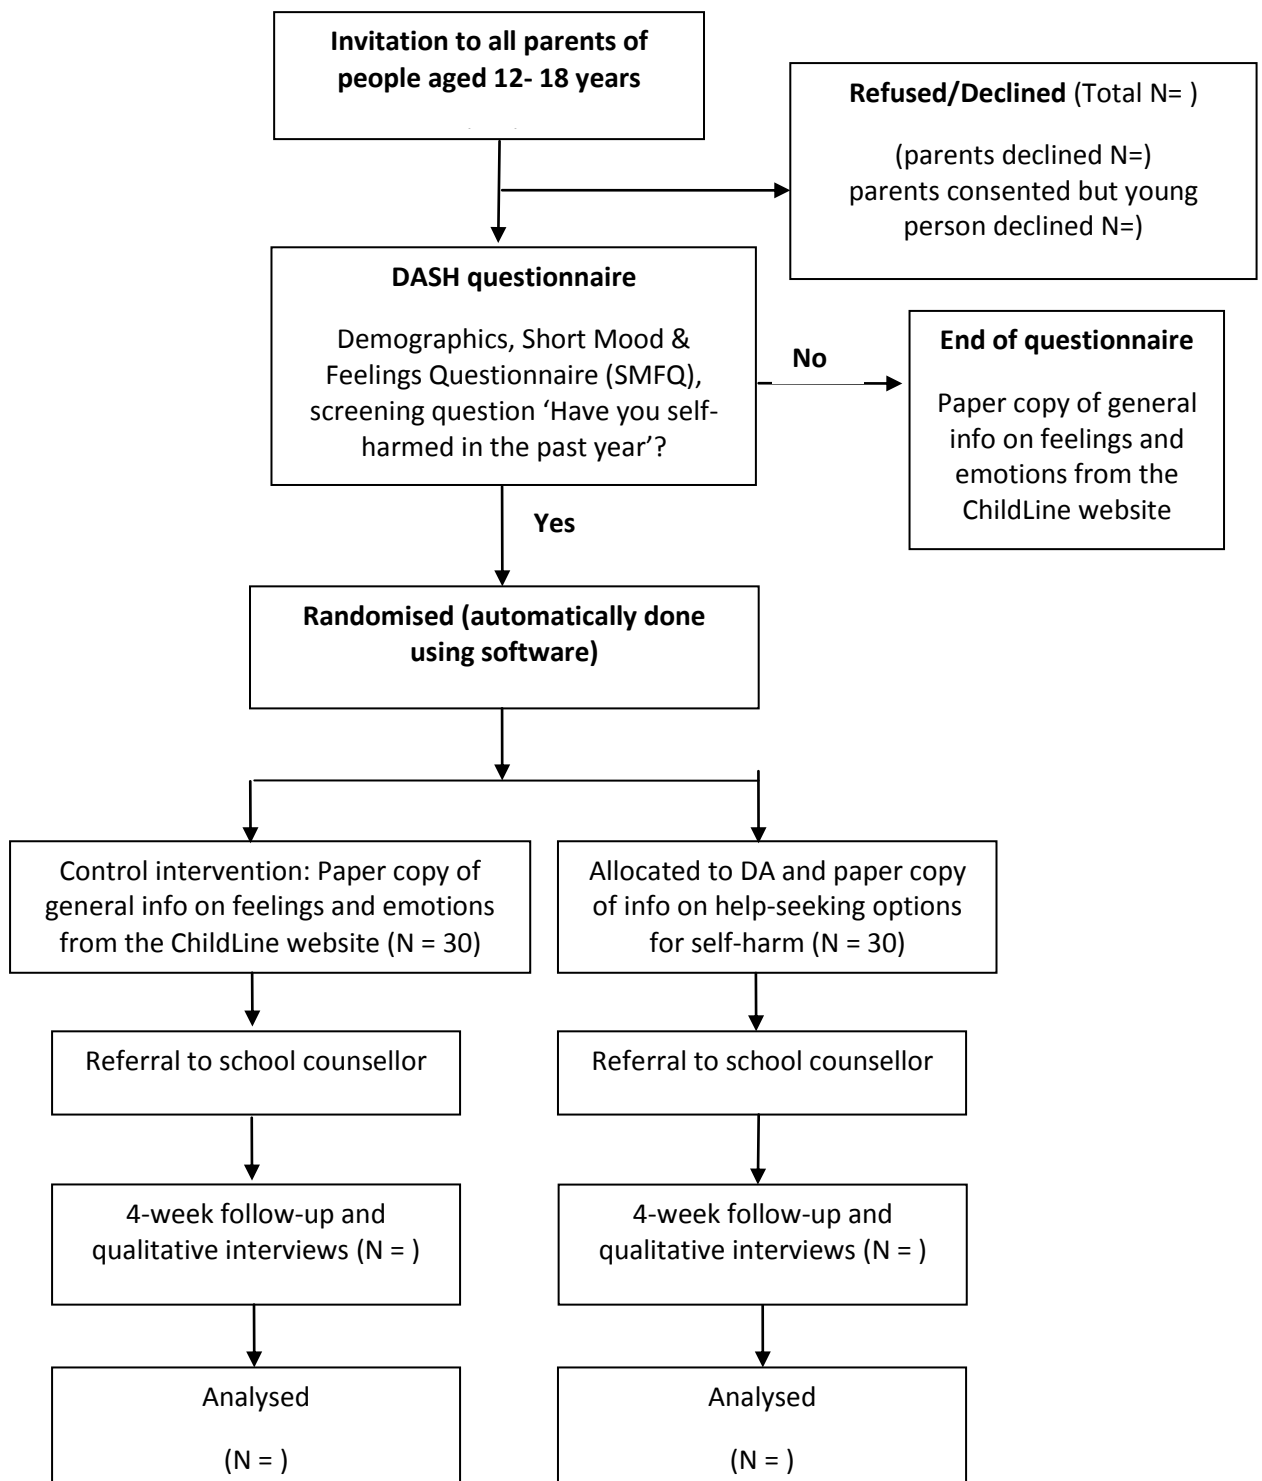 Invitation to all parents of
people aged 12- 18 years
Refused/Declined (Total N= )
(parents declined N=)
parents consented but young
person declined N=)
DASH questionnaire
Demographics, Short Mood &
Feelings Questionnaire (SMFQ),
screening question ‘Have you self-
harmed in the past year’?
No
End of questionnaire
Paper copy of general
info on feelings and
emotions from the
ChildLine website
Yes
Randomised (automatically done
using software)
Control intervention: Paper copy of
general info on feelings and emotions
from the ChildLine website (N = 30)
Allocated to DA and paper copy
of info on help-seeking options
for self-harm (N = 30)
Referral to school counsellor
Referral to school counsellor
4-week follow-up and
qualitative interviews (N = )
4-week follow-up and
qualitative interviews (N = )
Analysed
(N = )
Analysed
(N = )